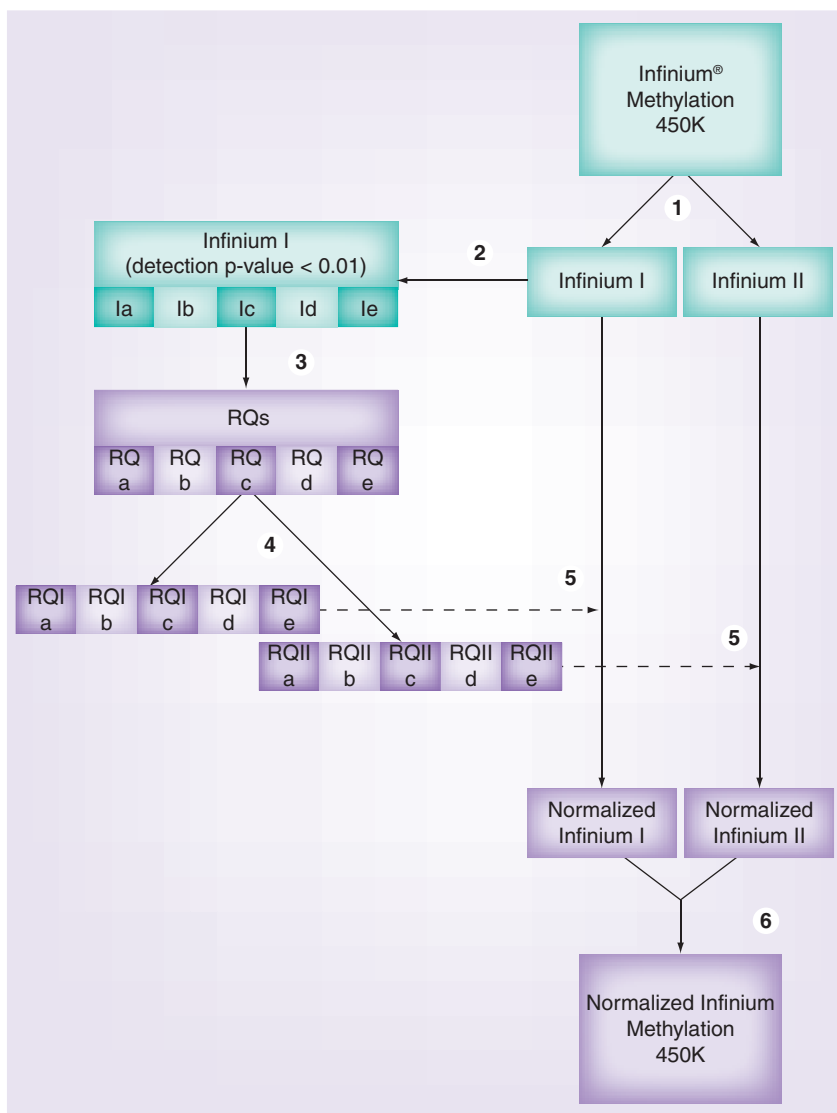 Infinium®
Methylation
450K
1
Infinium I
(detection p-value < 0.01)
2
Infinium I
Infinium II
Ia
Ib
Ic
Id
Ie
3
RQs
RQ
a
RQ
b
RQ
c
RQ
d
RQ
e
4
RQI
a
RQI
b
RQI
c
RQI
d
RQI
e
5
RQII
a
RQII
b
RQII
c
RQII
d
RQII
e
5
Normalized
Infinium I
Normalized
Infinium II
6
Normalized Infinium
Methylation
450K